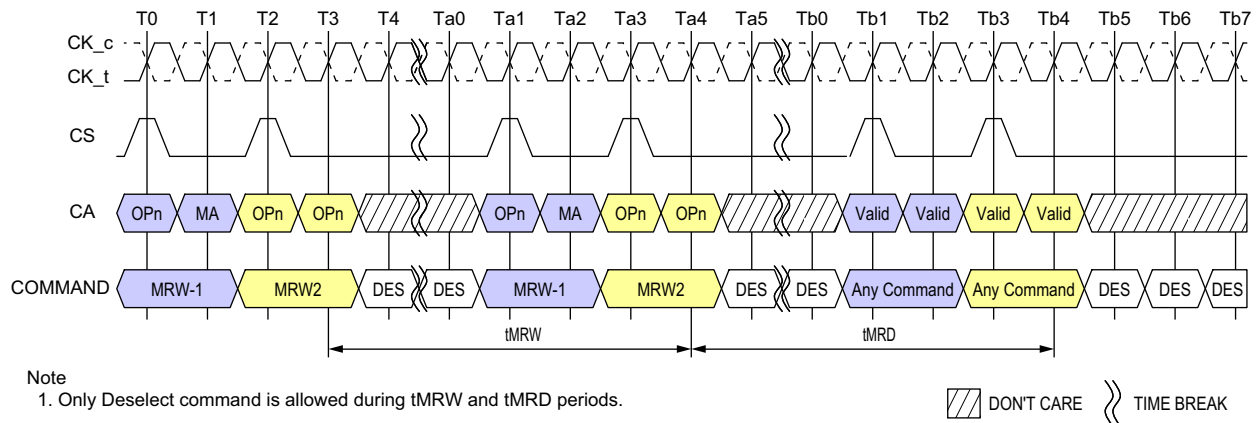 T0 T1 T2 T3 T4 Ta0 Ta1 Ta2 Ta3 Ta4 Ta5 Tb0 Tb1 Tb2 Tb3 Tb4 Tb5 Tb6 Tb7
CK_c
CK_t
CS
CA OPn MA OPn OPn OPn MA OPn OPn Valid Valid Valid Valid
COMMAND MRW-1 MRW2 DES DES MRW-1 MRW2 DES DES Any Command Any Command DES DES DES
tMRW tMRD
Note
1. Only Deselect command is allowed during tMRW and tMRD periods.
DON'T CARE TIME BREAK